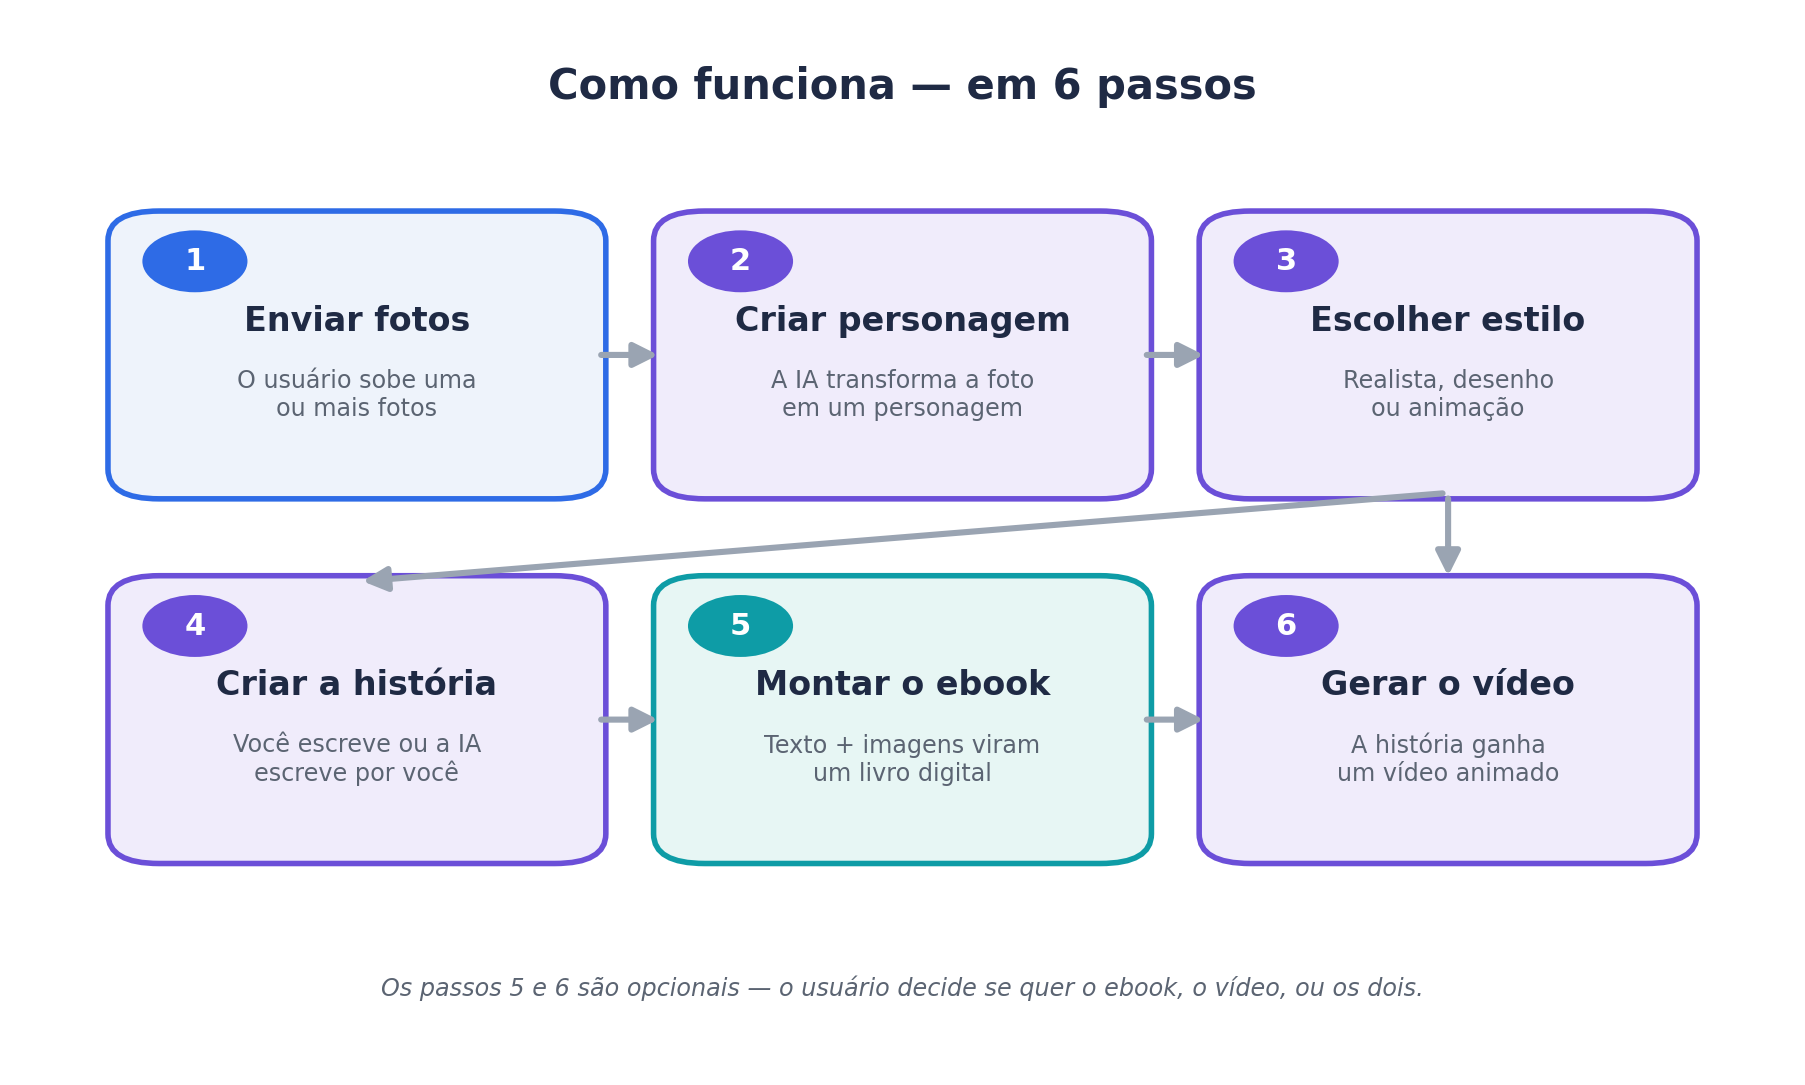 Como funciona — em 6 passos
1
Enviar fotos
O usuário sobe uma
ou mais fotos
2
Criar personagem
A IA transforma a foto
em um personagem
3
Escolher estilo
Realista, desenho
ou animação
4
Criar a história
Você escreve ou a IA
escreve por você
5
Montar o ebook
Texto + imagens viram
um livro digital
6
Gerar o vídeo
A história ganha
um vídeo animado
Os passos 5 e 6 são opcionais — o usuário decide se quer o ebook, o vídeo, ou os dois.